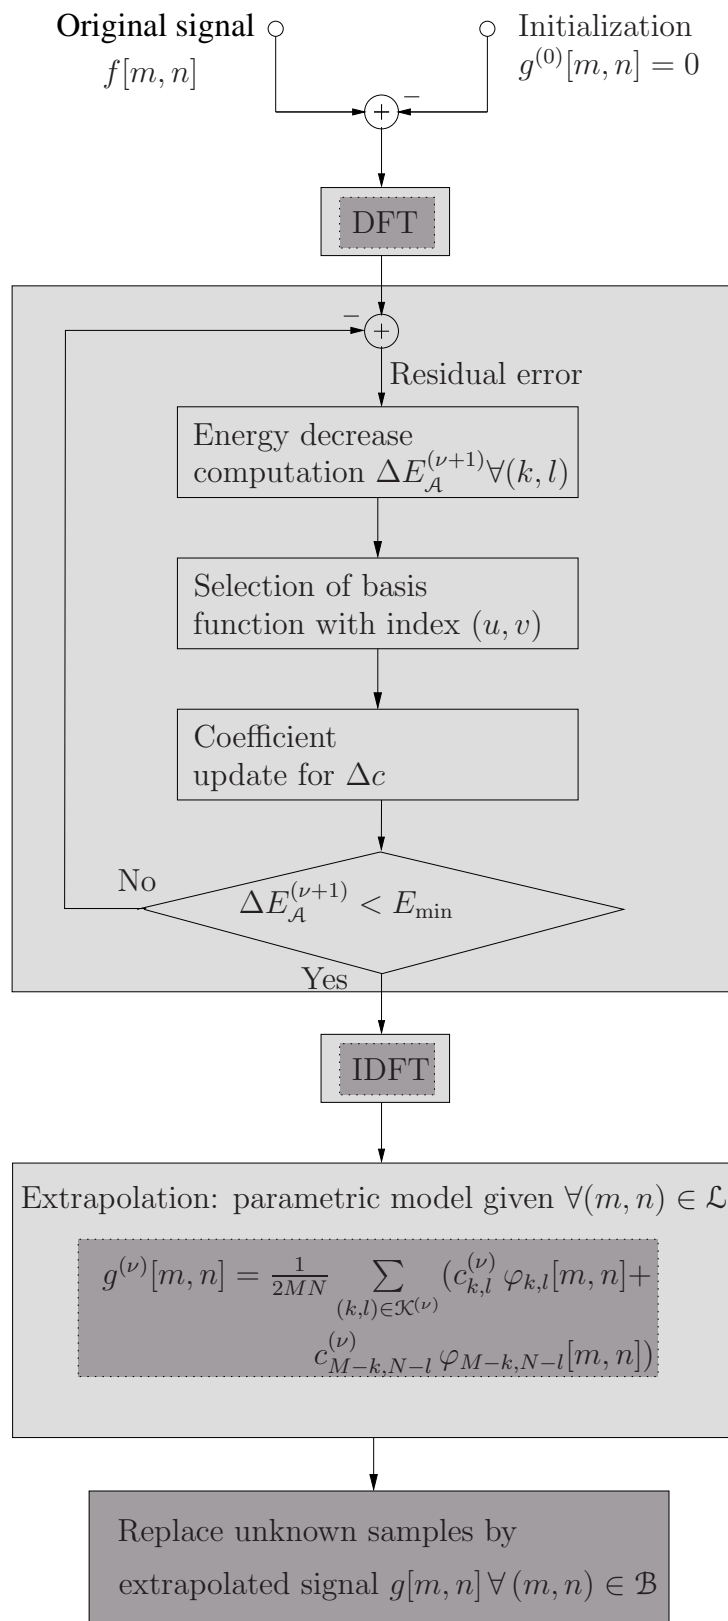 Original signal
f[m, n]
Initialization
g^{(0)}[m, n] = 0
−
+
DFT
−
+
Residual error
Energy decrease
computation ΔE_𝒜^{(ν+1)}∀(k, l)
Selection of basis
function with index (u, v)
Coefficient
update for Δc
No
ΔE_𝒜^{(ν+1)} < E_min
Yes
IDFT
Extrapolation: parametric model given ∀(m, n) ∈ ℒ
g^{(ν)}[m, n] = \frac{1}{2MN} ∑_{(k,l)∈𝒦^{(ν)}} (c_{k,l}^{(ν)} φ_{k,l}[m, n]+
c_{M−k,N−l}^{(ν)} φ_{M−k,N−l}[m, n])
Replace unknown samples by
extrapolated signal g[m, n] ∀ (m, n) ∈ ℬ